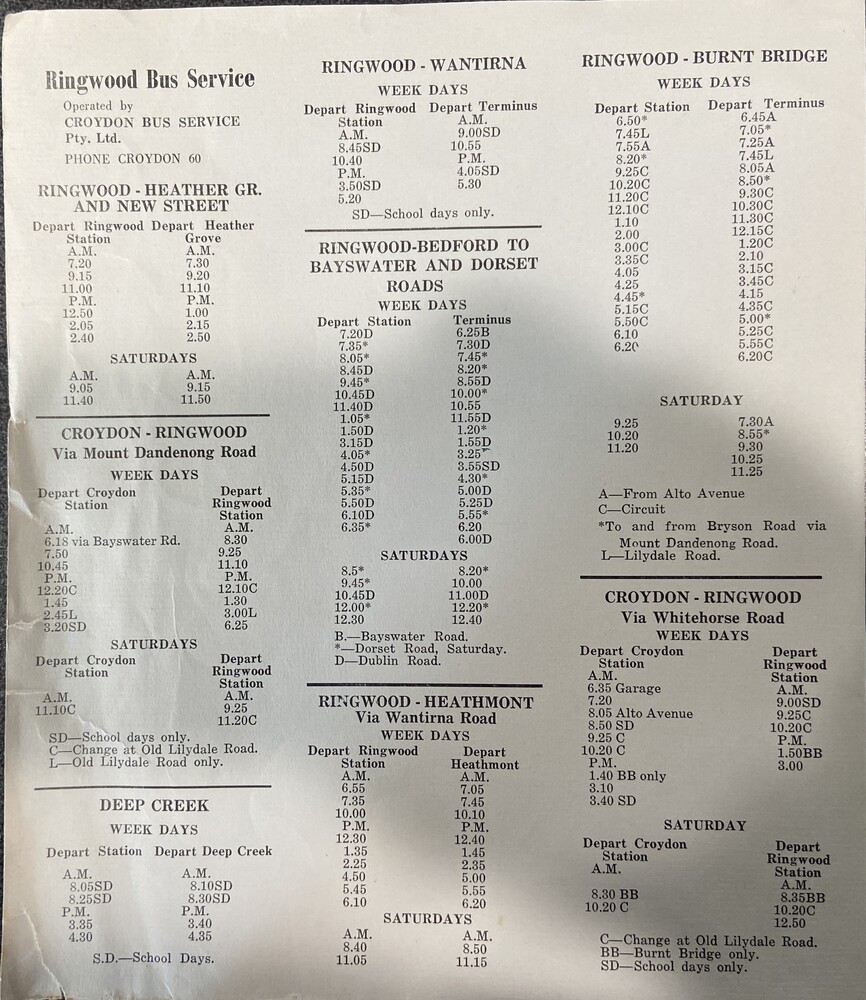 Ringwood Bus Service
Operated by
CROYDON BUS SERVICE
Pty. Ltd.
PHONE CROYDON 60
RINGWOOD - HEATHER GR.
AND NEW STREET
Depart Ringwood Depart Heather
Station Grove
A.M. A.M.
7.20 7.30
9.15 9.20
11.00 11.10
P.M. P.M.
12.50 1.00
2.05 2.15
2.40 2.50
SATURDAYS
A.M. A.M.
9.05 9.15
11.40 11.50
CROYDON - RINGWOOD
Via Mount Dandenong Road
WEEK DAYS
Depart Croydon Depart
Station Ringwood
Station
A.M. A.M.
6.18 via Bayswater Rd. 8.30
7.50 9.25
10.45 11.10
P.M. P.M.
12.20C 12.10C
1.45 1.30
2.45L 3.00L
3.20SD 6.25
SATURDAYS
Depart Croydon Depart
Station Ringwood
Station
A.M. A.M.
11.10C 9.25
11.20C
SD—School days only.
C—Change at Old Lilydale Road.
L—Old Lilydale Road only.
DEEP CREEK
WEEK DAYS
Depart Station Depart Deep Creek
A.M. A.M.
8.05SD 8.10SD
8.25SD 8.30SD
P.M. P.M.
3.35 3.40
4.30 4.35
S.D.—School Days.
RINGWOOD - WANTIRNA
WEEK DAYS
Depart Ringwood Depart Terminus
Station A.M.
A.M. 9.00SD
8.45SD 10.55
10.40 P.M.
P.M. 4.05SD
3.50SD 5.30
5.20
SD—School days only.
RINGWOOD-BEDFORD TO
BAYSWATER AND DORSET
ROADS
WEEK DAYS
Depart Station Terminus
7.20D 6.25B
7.35* 7.30D
8.05* 7.45*
8.45D 8.20*
9.45* 8.55D
10.45D 10.00*
11.40D 10.55
1.05* 11.55D
1.50D 1.20*
3.15D 1.55D
4.05* 3.25*
4.50D 3.55SD
5.15D 4.30*
5.35* 5.00D
5.50D 5.25D
6.10D 5.55*
6.35* 6.20
6.00D
SATURDAYS
8.5* 8.20*
9.45* 10.00
10.45D 11.00D
12.00* 12.20*
12.30 12.40
B.—Bayswater Road.
*—Dorset Road, Saturday.
D—Dublin Road.
RINGWOOD - HEATHMONT
Via Wantirna Road
WEEK DAYS
Depart Ringwood Depart
Station Heathmont
A.M. A.M.
6.55 7.05
7.35 7.45
10.00 10.10
P.M. P.M.
12.30 12.40
1.35 1.45
2.25 2.35
4.50 5.00
5.45 5.55
6.10 6.20
SATURDAYS
A.M. A.M.
8.40 8.50
11.05 11.15
RINGWOOD - BURNT BRIDGE
WEEK DAYS
Depart Station Depart Terminus
6.50* 6.45A
7.45L 7.05*
7.55A 7.25A
8.20* 7.45L
9.25C 8.05A
10.20C 8.50*
11.20C 9.30C
12.10C 10.30C
1.10 11.30C
2.00 12.15C
3.00C 1.20C
3.35C 2.10
4.05 3.15C
4.25 3.45C
4.45* 4.15
5.15C 4.35C
5.50C 5.00*
6.10 5.25C
5.55C
6.20C
SATURDAY
9.25 7.30A
10.20 8.55*
11.20 9.30
10.25
11.25
A—From Alto Avenue
C—Circuit
*To and from Bryson Road via
Mount Dandenong Road.
L—Lilydale Road.
CROYDON - RINGWOOD
Via Whitehorse Road
WEEK DAYS
Depart Croydon Depart
Station Ringwood
A.M. Station
6.35 Garage A.M.
7.20 9.00SD
8.05 Alto Avenue 9.25C
8.50 SD 10.20C
9.25 C P.M.
10.20 C 1.50BB
P.M. 3.00
1.40 BB only
3.10
3.40 SD
SATURDAY
Depart Croydon Depart
Station Ringwood
A.M. Station
A.M.
8.30 BB 8.35BB
10.20 C 10.20C
12.50
C—Change at Old Lilydale Road.
BB—Burnt Bridge only.
SD—School days only.